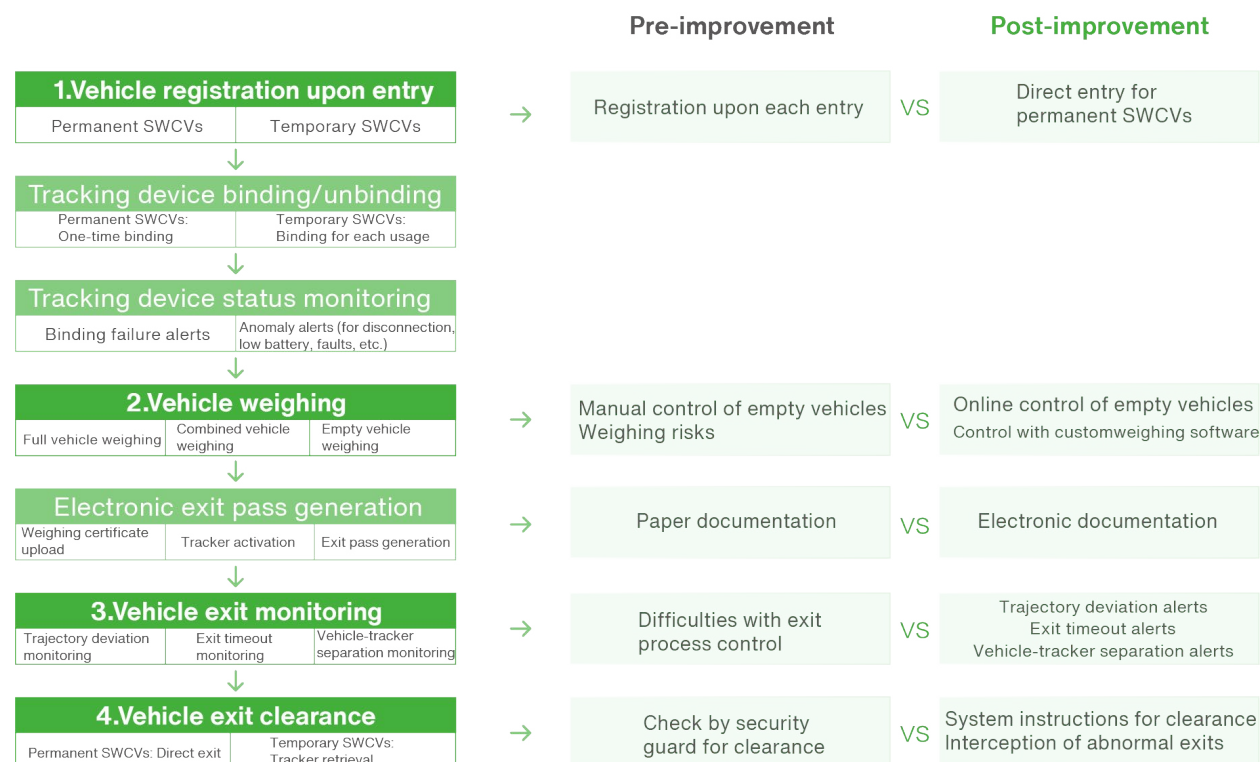 Pre-improvement
Post-improvement
1.Vehicle registration upon entry
Permanent SWCVs
Temporary SWCVs
Registration upon each entry
VS
Direct entry for
permanent SWCVs
Tracking device binding/unbinding
Permanent SWCVs:
One-time binding
Temporary SWCVs:
Binding for each usage
Tracking device status monitoring
Binding failure alerts
Anomaly alerts (for disconnection,
low battery, faults, etc.)
2.Vehicle weighing
Full vehicle weighing
Combined vehicle
weighing
Empty vehicle
weighing
Manual control of empty vehicles
Weighing risks
VS
Online control of empty vehicles
Control with customweighing software
Electronic exit pass generation
Weighing certificate
upload
Tracker activation
Exit pass generation
Paper documentation
VS
Electronic documentation
3.Vehicle exit monitoring
Trajectory deviation
monitoring
Exit timeout
monitoring
Vehicle-tracker
separation monitoring
Difficulties with exit
process control
VS
Trajectory deviation alerts
Exit timeout alerts
Vehicle-tracker separation alerts
4.Vehicle exit clearance
Permanent SWCVs: Direct exit
Temporary SWCVs:
Tracker retrieval
Check by security
guard for clearance
VS
System instructions for clearance
Interception of abnormal exits